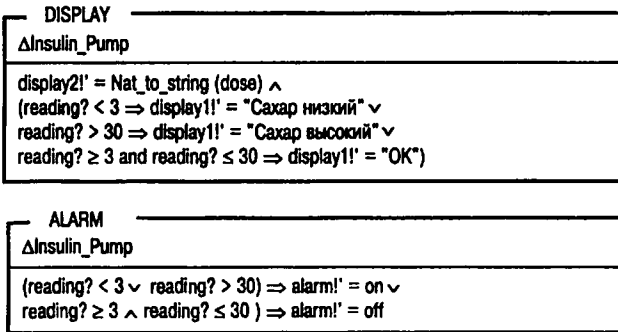 DISPLAY
ΔInsulin_Pump
display2!' = Nat_to_string (dose) ∧
(reading? < 3 ⇒ display1!' = "Сахар низкий" ∨
reading? > 30 ⇒ display1!' = "Сахар высокий" ∨
reading? ≥ 3 and reading? ≤ 30 ⇒ display1!' = "OK")
ALARM
ΔInsulin_Pump
(reading? < 3 ∨ reading? > 30) ⇒ alarm!' = on ∨
reading? ≥ 3 ∧ reading? ≤ 30 ) ⇒ alarm!' = off